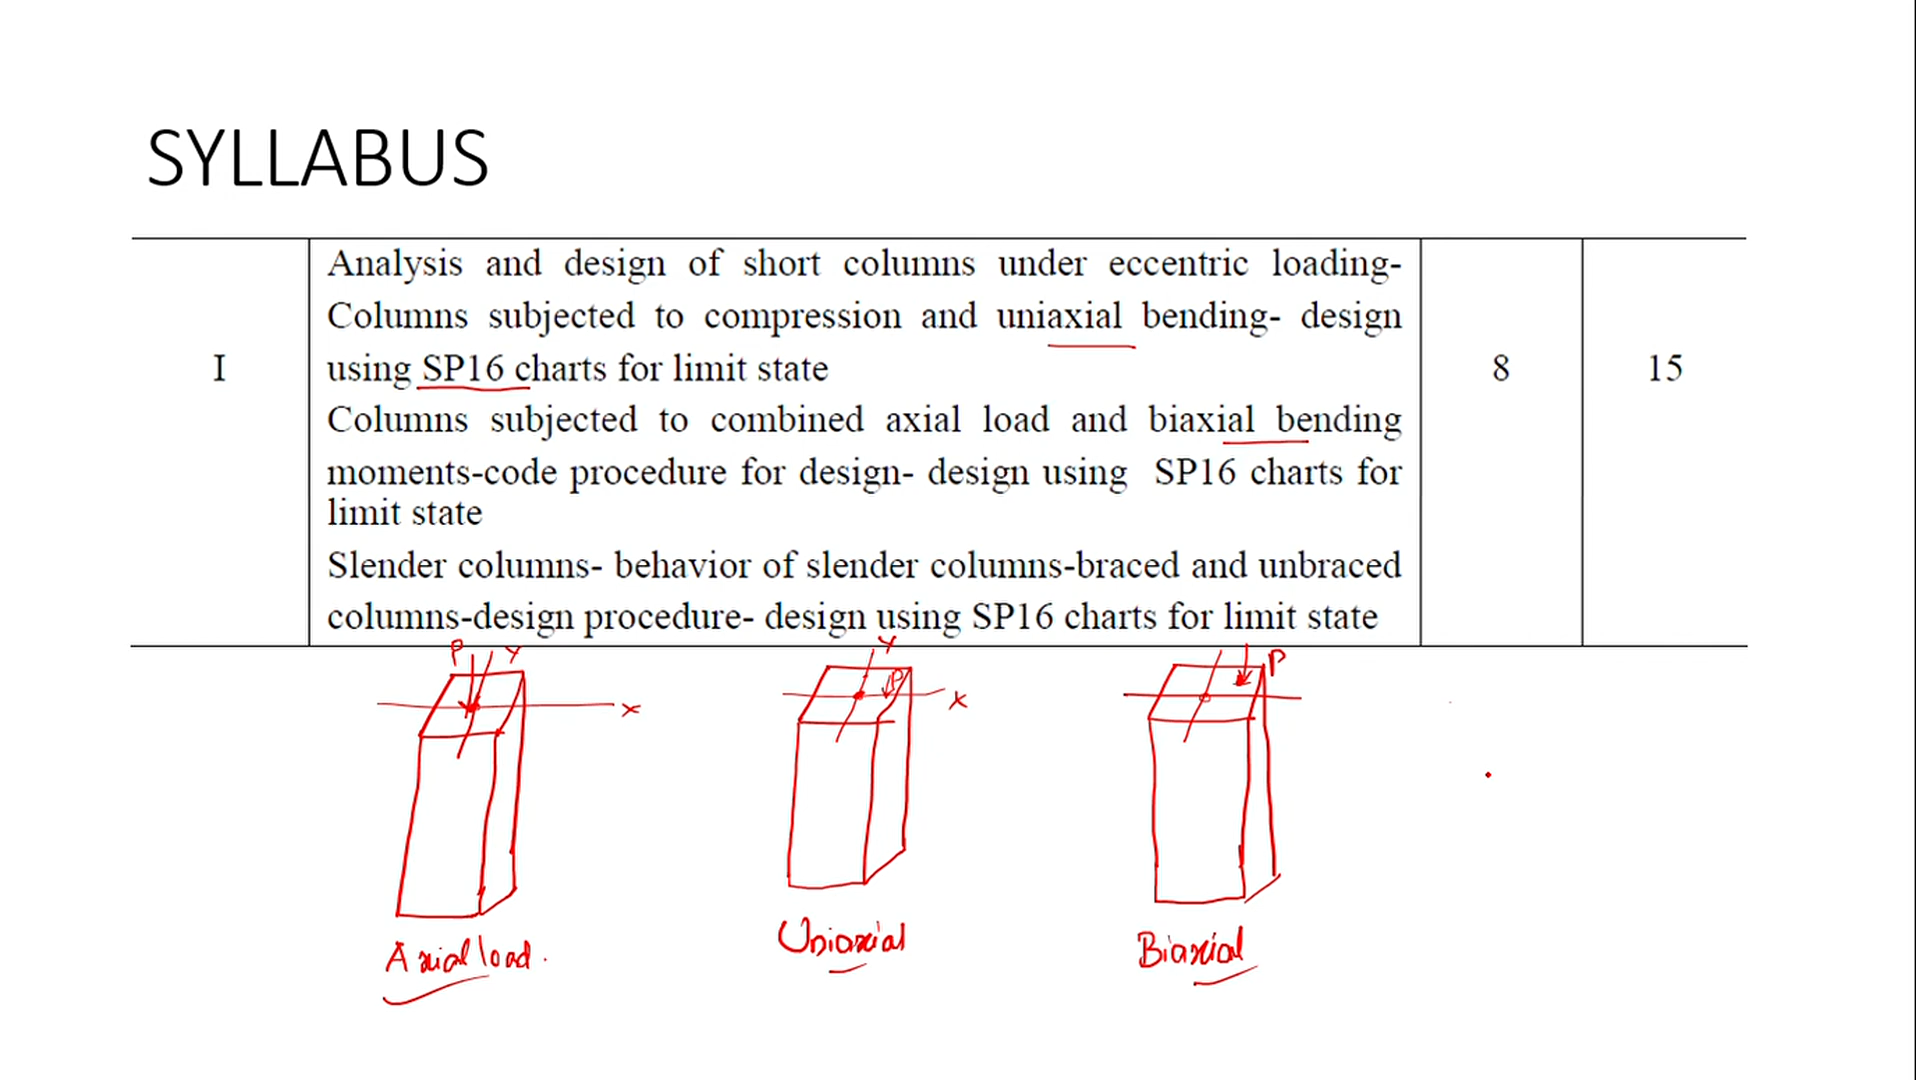 SYLLABUS
Analysis and design of short columns under eccentric loading-
Columns subjected to compression and uniaxial bending- design
I using SP16 charts for limit state 8 15
Columns subjected to combined axial load and biaxial bending
moments-code procedure for design- design using SP16 charts for
limit state
Slender columns- behavior of slender columns-braced and unbraced
columns-design procedure- design using SP16 charts for limit state
P Y Y P
P
X X
Axial load. Uniaxial Biaxial